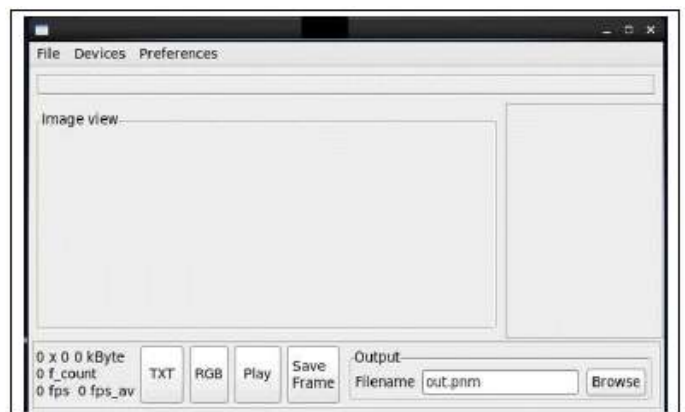 File Devices Preferences
Image view
0 x 0 0 kByte
0 f_count
0 fps 0 fps_av
TXT
RGB
Play
Save
Frame
Output
Filename out.pnm Browse